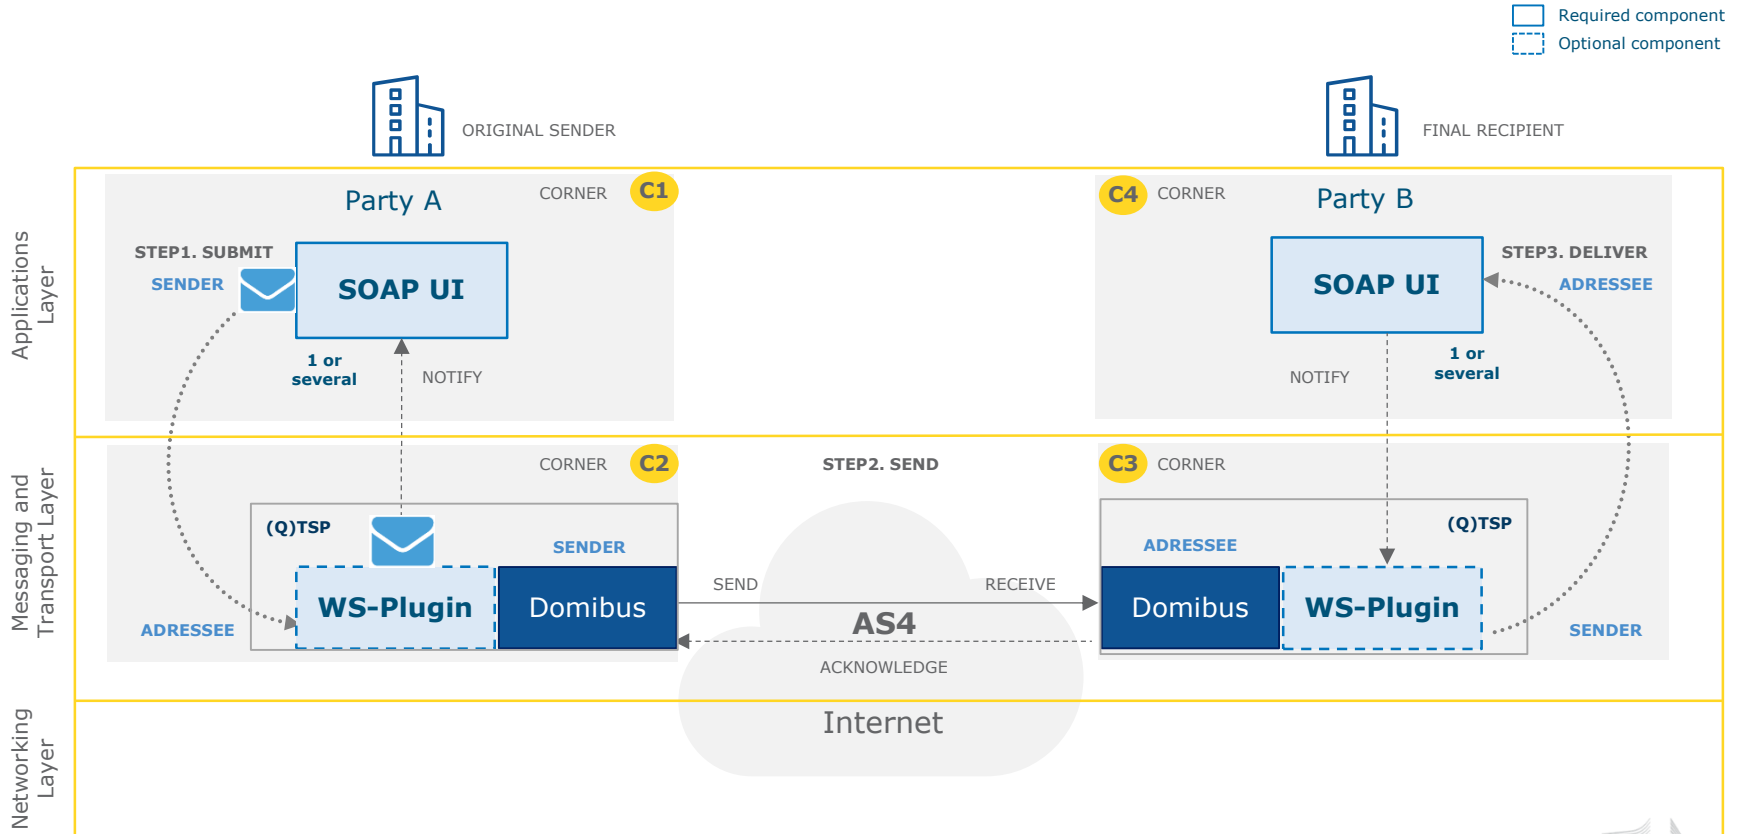 Required component
Optional component
ORIGINAL SENDER
FINAL RECIPIENT
Applications
Layer
Party A
CORNER
C1
STEP1. SUBMIT
SENDER
SOAP UI
1 or
several
NOTIFY
C4
CORNER
Party B
SOAP UI
STEP3. DELIVER
ADRESSEE
NOTIFY
1 or
several
Messaging and
Transport Layer
CORNER
C2
(Q)TSP
SENDER
WS-Plugin
Domibus
ADRESSEE
STEP2. SEND
SEND
RECEIVE
AS4
ACKNOWLEDGE
C3
CORNER
(Q)TSP
ADRESSEE
Domibus
WS-Plugin
SENDER
Networking
Layer
Internet